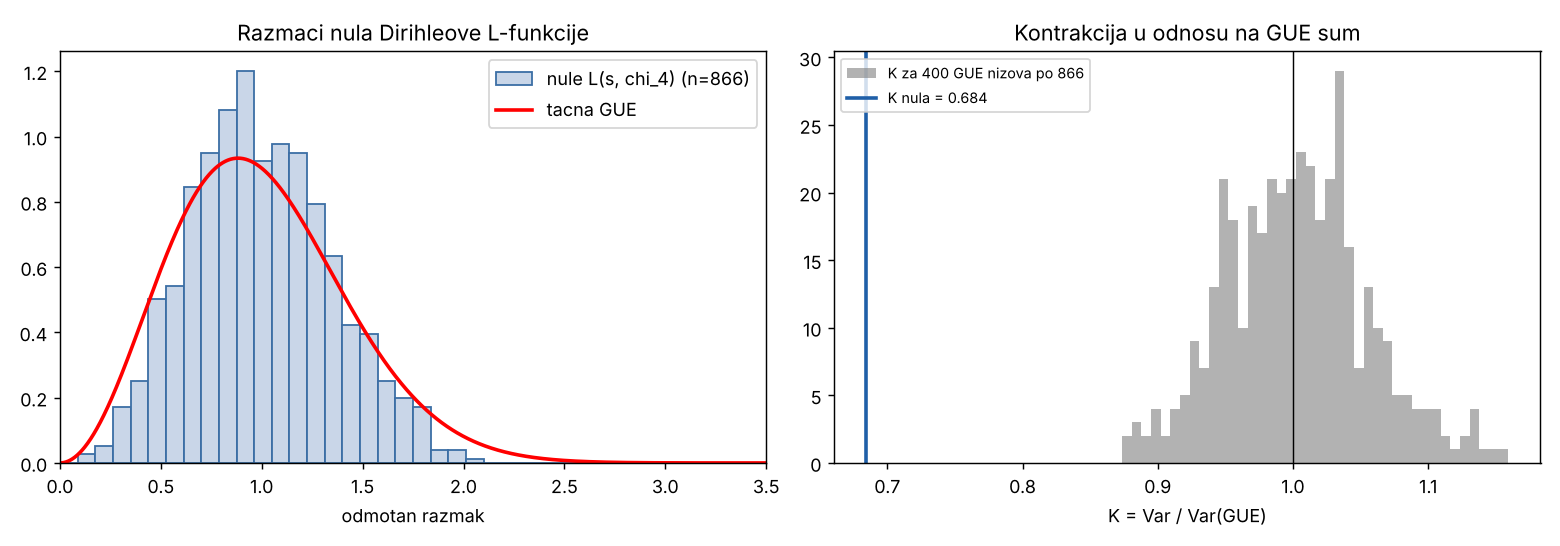 Razmaci nula Dirihleove L-funkcije
nule L(s, chi_4) (n=866)
tacna GUE
1.2
1.0
0.8
0.6
0.4
0.2
0.0
0.0 0.5 1.0 1.5 2.0 2.5 3.0 3.5
odmotan razmak
Kontrakcija u odnosu na GUE sum
K za 400 GUE nizova po 866
K nula = 0.684
30
25
20
15
10
5
0
0.7 0.8 0.9 1.0 1.1
K = Var / Var(GUE)